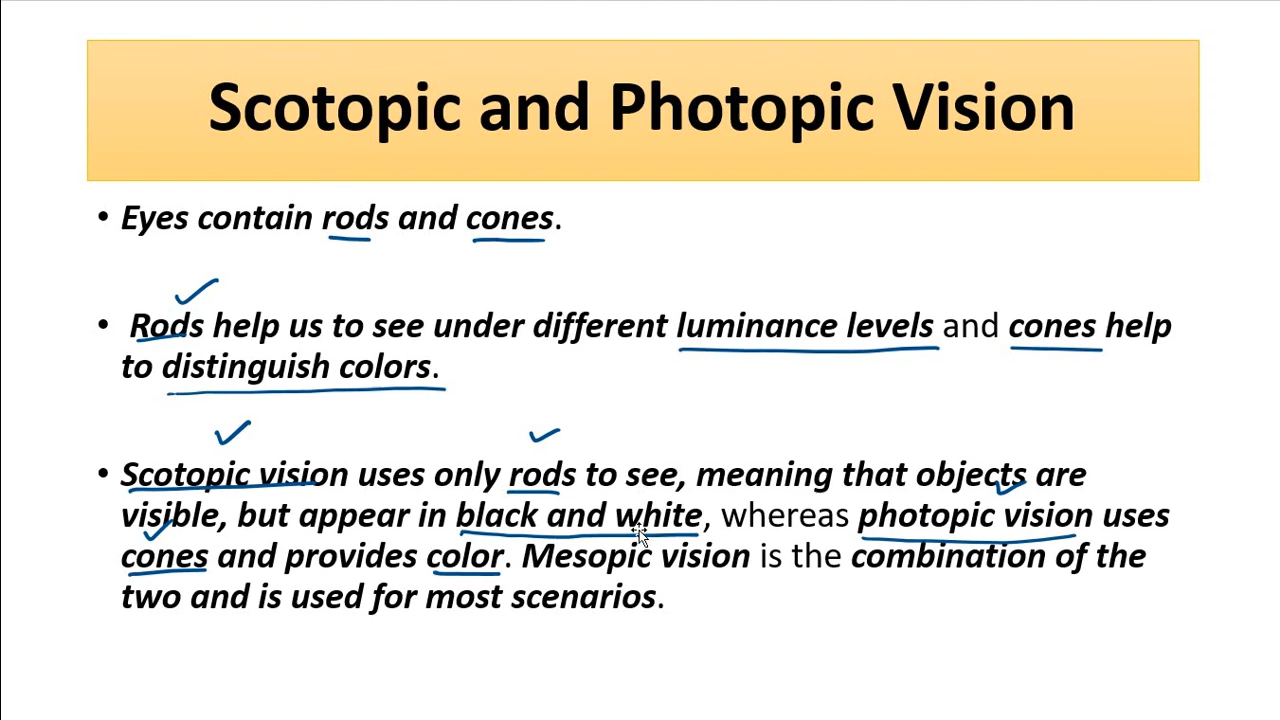 Scotopic and Photopic Vision
• Eyes contain rods and cones.
• Rods help us to see under different luminance levels and cones help
to distinguish colors.
• Scotopic vision uses only rods to see, meaning that objects are
visible, but appear in black and white, whereas photopic vision uses
cones and provides color. Mesopic vision is the combination of the
two and is used for most scenarios.